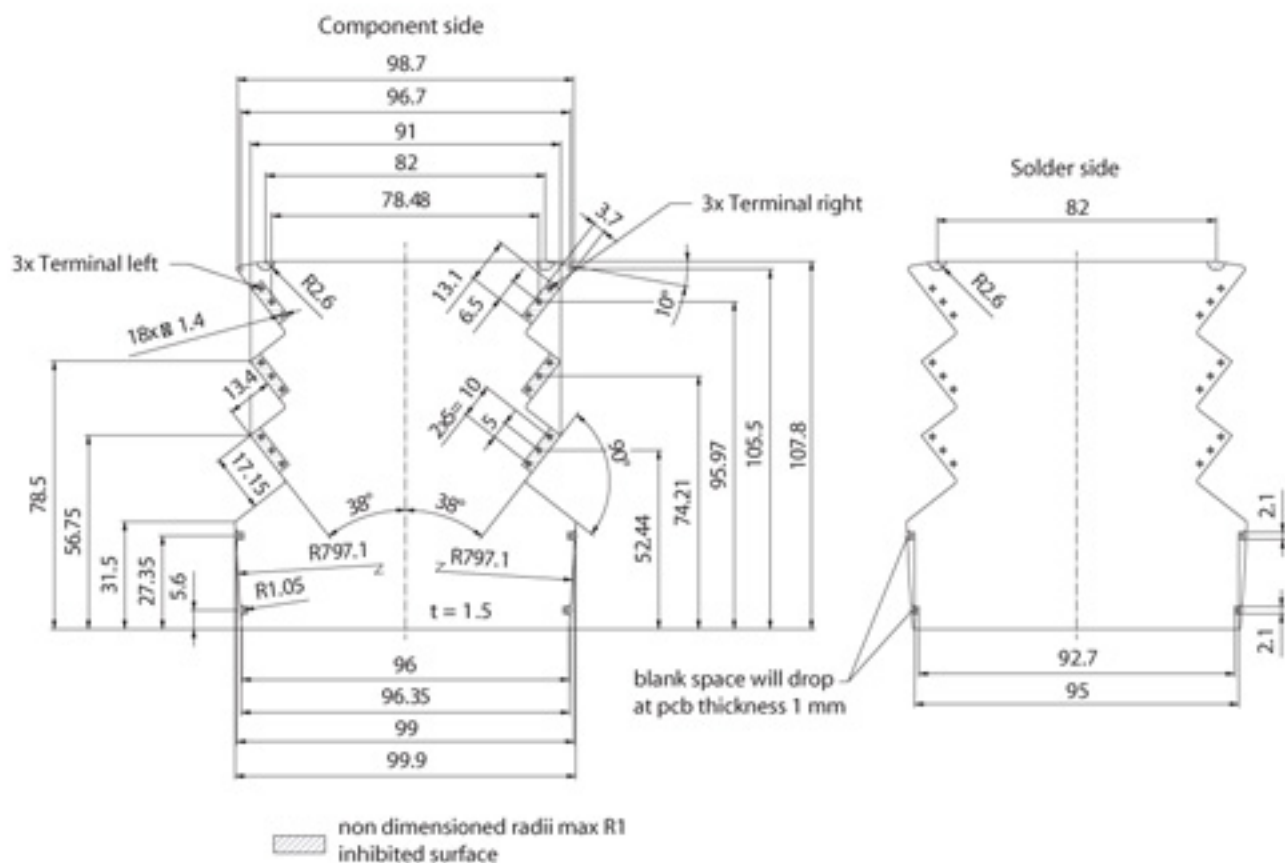 Component side
98.7
96.7
91
82
78.48
3.7
3x Terminal right
3x Terminal left
13.1
6.5
R2.6
10°
18x 1.4
13.4
2x5= 10
5
90°
17.15
38°
38°
78.5
56.75
31.5
27.35
5.6
R797.1
R797.1
R1.05
t = 1.5
52.44
74.21
95.97
105.5
107.8
96
96.35
99
99.9
Solder side
82
R2.6
2.1
2.1
blank space will drop
at pcb thickness 1 mm
92.7
95
non dimensioned radii max R1
inhibited surface